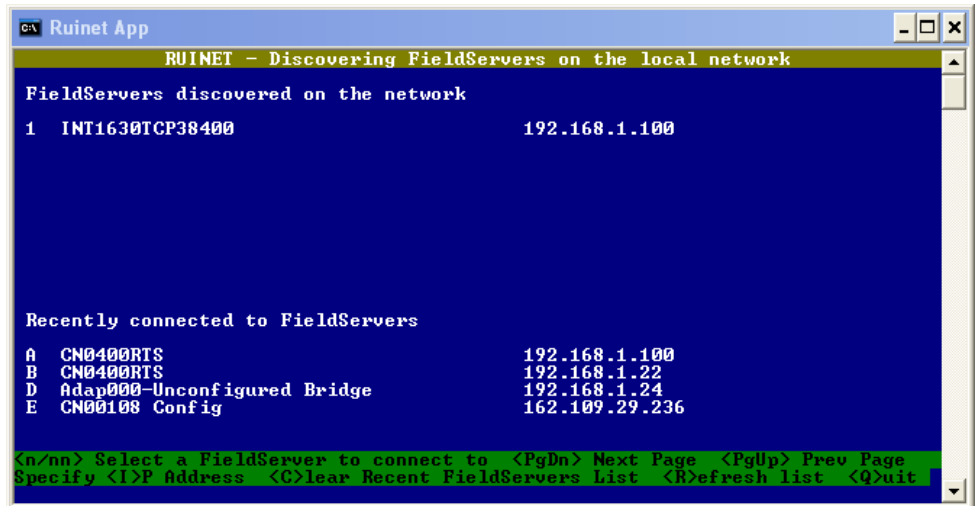 Ruinet App
RUINET - Discovering FieldServers on the local network
FieldServers discovered on the network
1 INT1630TCP38400 192.168.1.100
Recently connected to FieldServers
A CN0400RTS 192.168.1.100
B CN0400RTS 192.168.1.22
D Adap000-Unconfigured Bridge 192.168.1.24
E CN00108 Config 162.109.29.236
<n/nn> Select a FieldServer to connect to <PgDn> Next Page <PgUp> Prev Page
Specify <I>P Address <C>lear Recent FieldServers List <R>efresh list <Q>uit